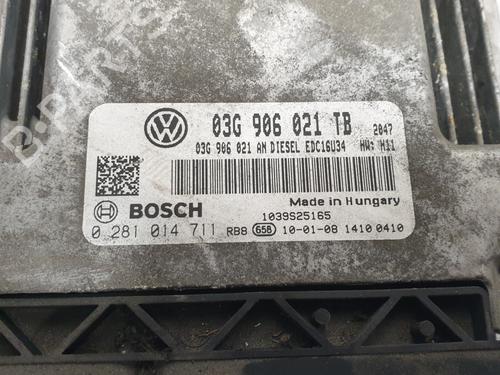 03G 906 021 TB 2047
03G 906 021 AN DIESEL EDC16U34 HW: H11
Made in Hungary
BOSCH 1039S25165
0 281 014 711 RB8 658 10-01-08 1410 0410